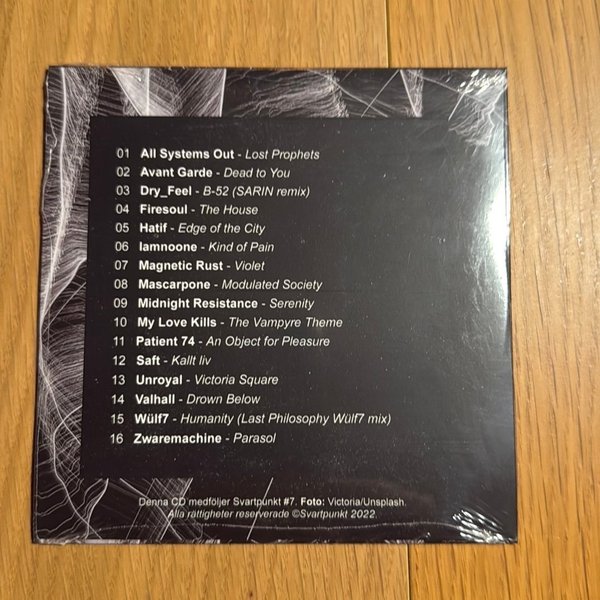 01 All Systems Out - Lost Prophets
02 Avant Garde - Dead to You
03 Dry_Feel - B-52 (SARIN remix)
04 Firesoul - The House
05 Hatif - Edge of the City
06 Iamnoone - Kind of Pain
07 Magnetic Rust - Violet
08 Mascarpone - Modulated Society
09 Midnight Resistance - Serenity
10 My Love Kills - The Vampyre Theme
11 Patient 74 - An Object for Pleasure
12 Saft - Kallt liv
13 Unroyal - Victoria Square
14 Valhall - Drown Below
15 Wülf7 - Humanity (Last Philosophy Wülf7 mix)
16 Zwaremachine - Parasol
Denna CD medföljer Svartpunkt #7. Foto: Victoria/Unsplash.
Alla rättigheter reserverade ©Svartpunkt 2022.